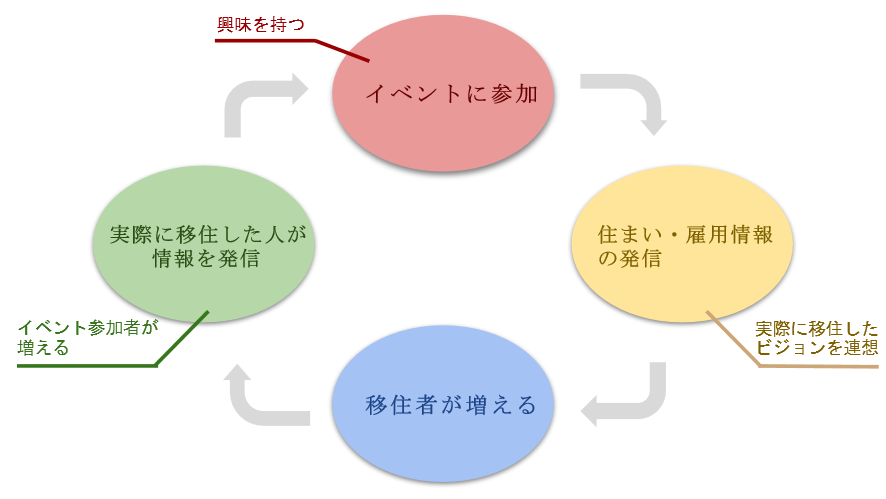 興味を持つ
イベントに参加
住まい・雇用情報
の発信
実際に移住した
ビジョンを連想
移住者が増える
実際に移住した人が
情報を発信
イベント参加者が
増える